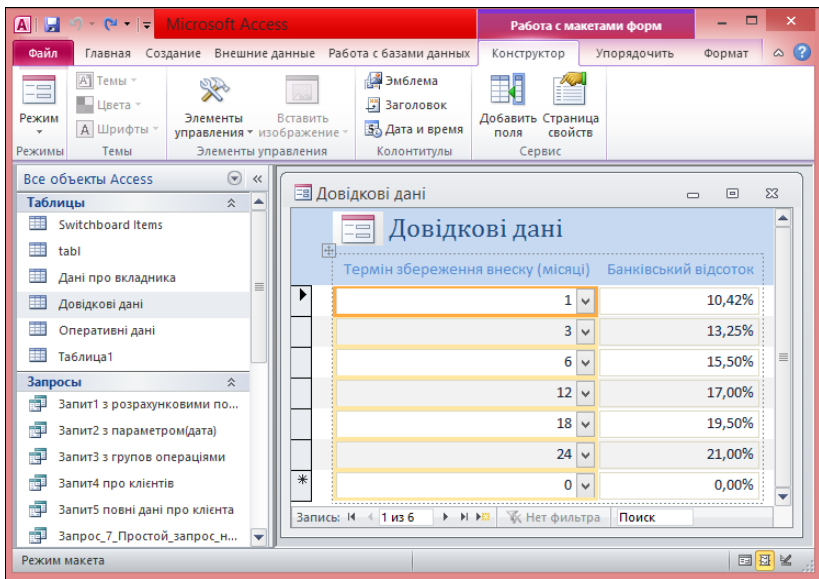 Microsoft Access
Работа с макетами форм
Файл Главная Создание Внешние данные Работа с базами данных Конструктор Упорядочить Формат
Режим
Темы
Цвета
Шрифты
Элементы управления
Вставить изображение
Эмблема
Заголовок
Дата и время
Добавить поля
Страница свойств
Режимы Темы Элементы управления Колонтитулы Сервис
Все объекты Access
Таблицы
Switchboard Items
tabl
Дані про вкладника
Довідкові дані
Оперативні дані
Таблица1
Запросы
Запит1 з розрахунковими по...
Запит2 з параметром(дата)
Запит3 з групов операціями
Запит4 про клієнтів
Запит5 повні дані про клієнта
Запрос_7_Простой_запрос_н...
Довідкові дані
Довідкові дані
Термін збереження внеску (місяці) Банківський відсоток
1 10,42%
3 13,25%
6 15,50%
12 17,00%
18 19,50%
24 21,00%
0 0,00%
Запись: 1 из 6 Нет фильтра Поиск
Режим макета